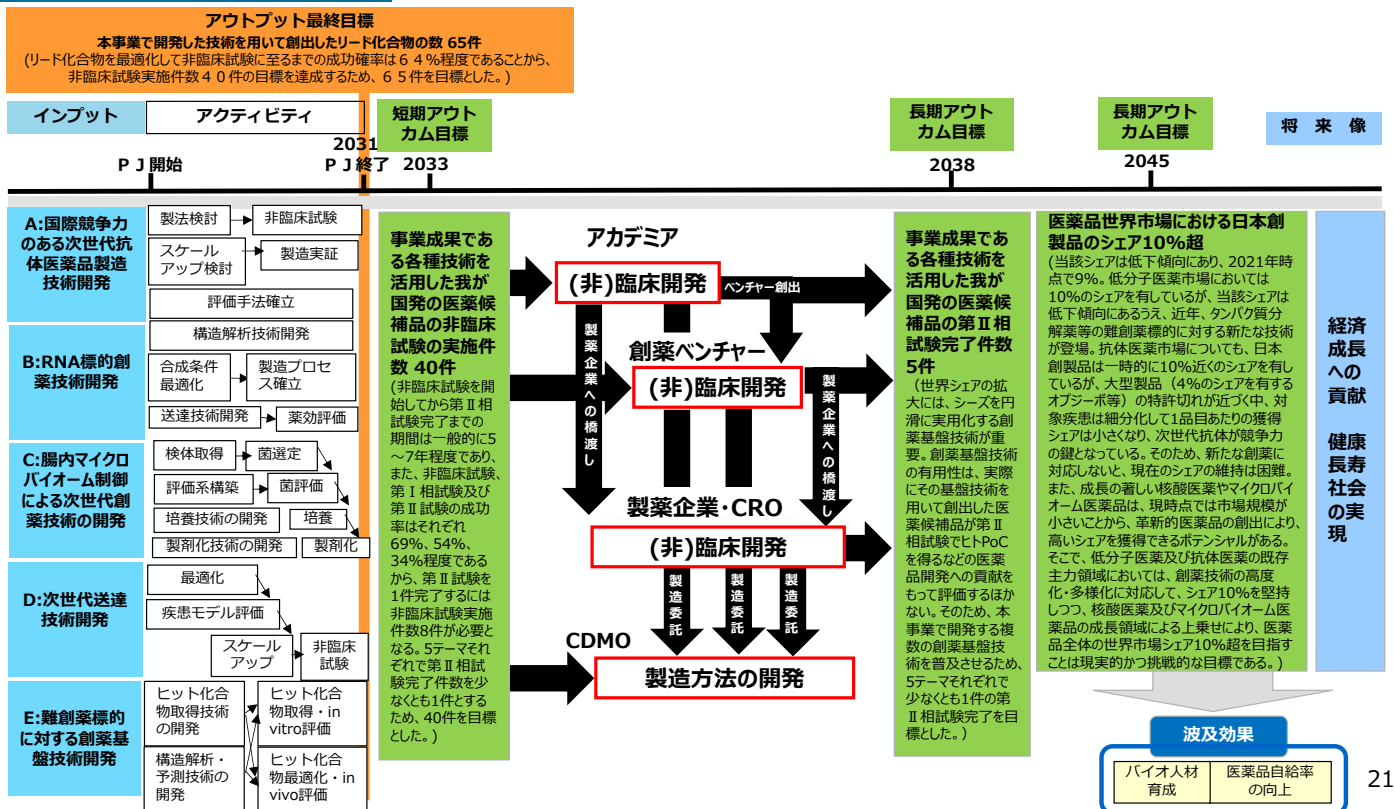 アウトプット最終目標
本事業で開発した技術を用いて創出したリード化合物の数 65件
(リード化合物を最適化して非臨床試験に至るまでの成功確率は６４％程度であることから、
非臨床試験実施件数４０件の目標を達成するため、６５件を目標とした。)
インプット
アクティビティ
短期アウト
カム目標
長期アウト
カム目標
長期アウト
カム目標
将 来 像
ＰＪ開始
2031
ＰＪ終了
2033
2038
2045
A:国際競争力
のある次世代抗
体医薬品製造
技術開発
製法検討
非臨床試験
スケール
アップ検討
製造実証
評価手法確立
構造解析技術開発
B:RNA標的創
薬技術開発
合成条件
最適化
製造プロセ
ス確立
送達技術開発
薬効評価
C:腸内マイクロ
バイオーム制御
による次世代創
薬技術の開発
検体取得
菌選定
評価系構築
菌評価
培養技術の開発
培養
製剤化技術の開発
製剤化
D:次世代送達
技術開発
最適化
疾患モデル評価
スケール
アップ
非臨床
試験
E:難創薬標的
に対する創薬基
盤技術開発
ヒット化合
物取得技術
の開発
ヒット化合
物取得・in
vitro評価
構造解析・
予測技術の
開発
ヒット化合
物最適化・in
vivo評価
事業成果であ
る各種技術を
活用した我が
国発の医薬候
補品の非臨床
試験の実施件
数 40件
(非臨床試験を開
始してから第Ⅱ相
試験完了までの
期間は一般的に5
～7年程度であり、
また、非臨床試験、
第Ⅰ相試験及び
第Ⅱ試験の成功
率はそれぞれ
69%、54%、
34%程度である
から、第Ⅱ試験を
1件完了するには
非臨床試験実施
件数8件が必要と
なる。5テーマそれ
ぞれで第Ⅱ相試
験完了件数を少
なくとも1件とする
ため、40件を目標
とした。)
アカデミア
(非)臨床開発
ベンチャー創出
製薬企業への橋渡し
創薬ベンチャー
(非)臨床開発
製薬企業への橋渡し
製薬企業・CRO
(非)臨床開発
製造委託
製造委託
製造委託
CDMO
製造方法の開発
事業成果であ
る各種技術を
活用した我が
国発の医薬候
補品の第Ⅱ相
試験完了件数
5件
（世界シェアの拡
大には、シーズを円
滑に実用化する創
薬基盤技術が重
要。創薬基盤技術
の有用性は、実際
にその基盤技術を
用いて創出した医
薬候補品が第Ⅱ
相試験でヒトPoC
を得るなどの医薬
品開発への貢献を
もって評価するほか
ない。そのため、本
事業で開発する複
数の創薬基盤技
術を普及させるため、
5テーマそれぞれで
少なくとも1件の第
Ⅱ相試験完了を目
標とした。）
医薬品世界市場における日本創
製品のシェア10%超
(当該シェアは低下傾向にあり、2021年時
点で9%。低分子医薬市場においては
10%のシェアを有しているが、当該シェアは
低下傾向にあるうえ、近年、タンパク質分
解薬等の難創薬標的に対する新たな技術
が登場。抗体医薬市場についても、日本
創製品は一時的に10%近くのシェアを有し
ているが、大型製品（4%のシェアを有する
オプジーボ等）の特許切れが近づく中、対
象疾患は細分化して1品目あたりの獲得
シェアは小さくなり、次世代抗体が競争力
の鍵となっている。そのため、新たな創薬に
対応しないと、現在のシェアの維持は困難。
また、成長の著しい核酸医薬やマイクロバイ
オーム医薬品は、現時点では市場規模が
小さいことから、革新的医薬品の創出により、
高いシェアを獲得できるポテンシャルがある。
そこで、低分子医薬及び抗体医薬の既存
主力領域においては、創薬技術の高度
化・多様化に対応して、シェア10%を堅持
しつつ、核酸医薬及びマイクロバイオーム医
薬品の成長領域による上乗せにより、医薬
品全体の世界市場シェア10%超を目指す
ことは現実的かつ挑戦的な目標である。)
経済
成長
への
貢献
健康
長寿
社会
の実
現
波及効果
バイオ人材
育成
医薬品自給率
の向上
21